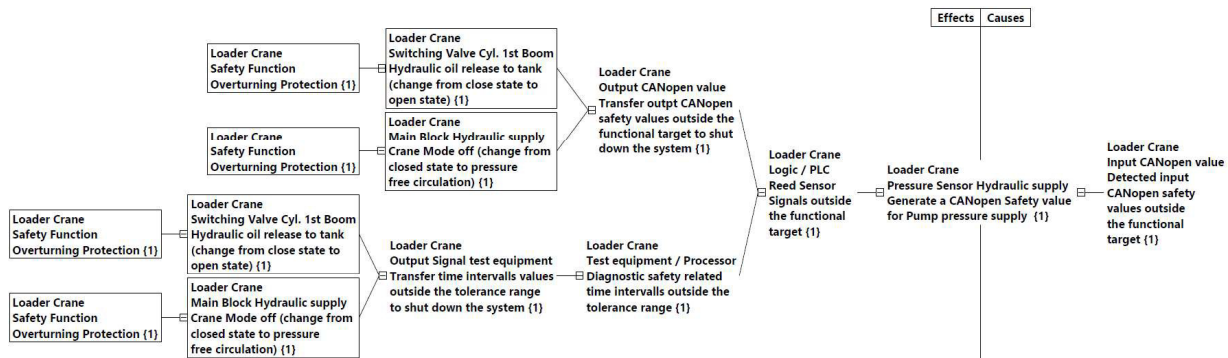 Effects
Causes
Loader Crane
Safety Function
Overturning Protection {1}
Loader Crane
Switching Valve Cyl. 1st Boom
Hydraulic oil release to tank
(change from close state to
open state) {1}
Loader Crane
Safety Function
Overturning Protection {1}
Loader Crane
Main Block Hydraulic supply
Crane Mode off (change from
closed state to pressure
free circulation) {1}
Loader Crane
Output CANopen value
Transfer outpt CANopen
safety values outside the
functional target to shut
down the system {1}
Loader Crane
Safety Function
Overturning Protection {1}
Loader Crane
Switching Valve Cyl. 1st Boom
Hydraulic oil release to tank
(change from close state to
open state) {1}
Loader Crane
Safety Function
Overturning Protection {1}
Loader Crane
Main Block Hydraulic supply
Crane Mode off (change from
closed state to pressure
free circulation) {1}
Loader Crane
Output Signal test equipment
Transfer time intervalls values
outside the tolerance range
to shut down the system {1}
Loader Crane
Test equipment / Processor
Diagnostic safety related
time intervalls outside the
tolerance range {1}
Loader Crane
Logic / PLC
Reed Sensor
Signals outside
the functional
target {1}
Loader Crane
Pressure Sensor Hydraulic supply
Generate a CANopen Safety value
for Pump pressure supply {1}
Loader Crane
Input CANopen value
Detected input
CANopen safety
values outside
the functional
target {1}